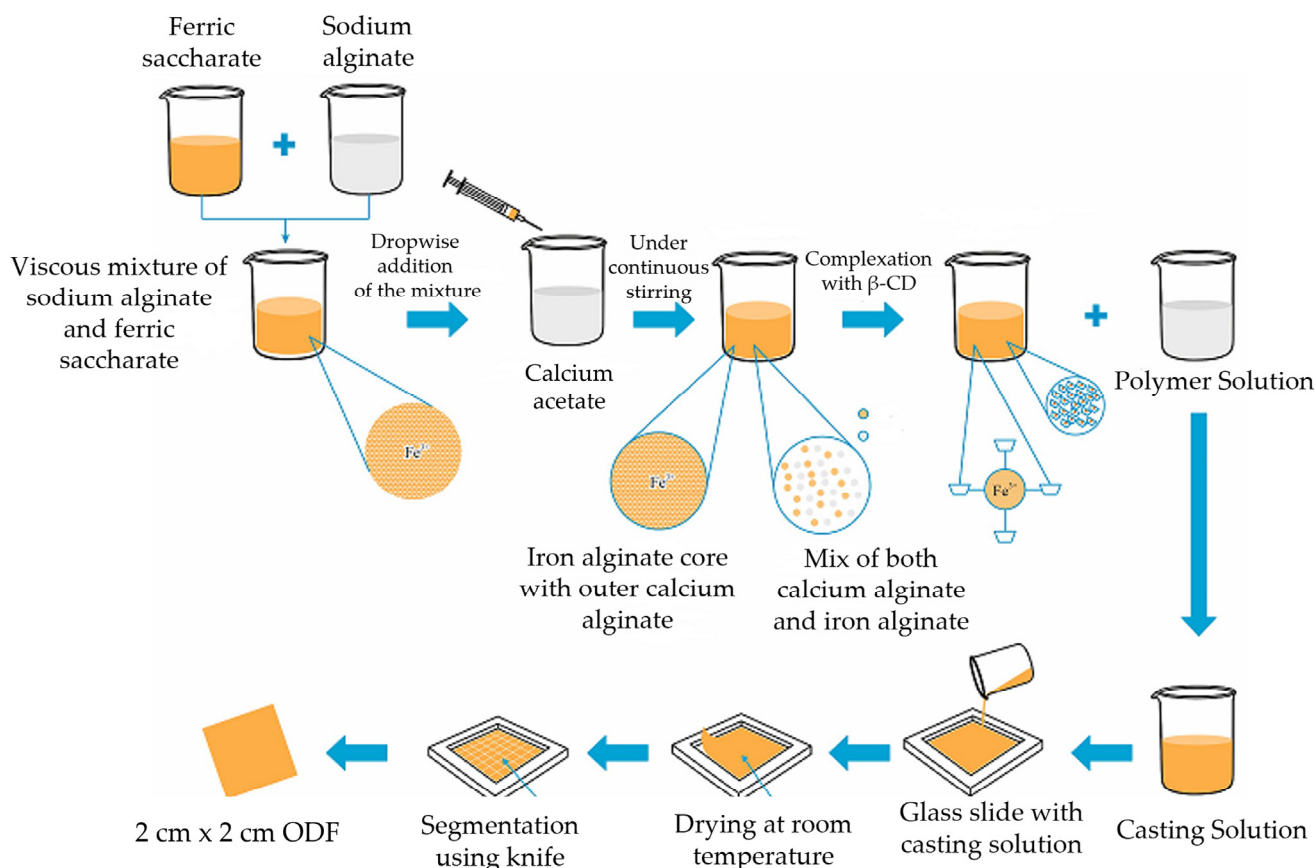 Ferric
saccharate
Sodium
alginate
Viscous mixture of
sodium alginate
and ferric
saccharate
Dropwise
addition
of the mixture
Calcium
acetate
Under
continuous
stirring
Complexation
with β-CD
Polymer Solution
Fe³⁺
Fe³⁺
Fe³⁺
Iron alginate core
with outer calcium
alginate
Mix of both
calcium alginate
and iron alginate
2 cm x 2 cm ODF
Segmentation
using knife
Drying at room
temperature
Glass slide with
casting solution
Casting Solution